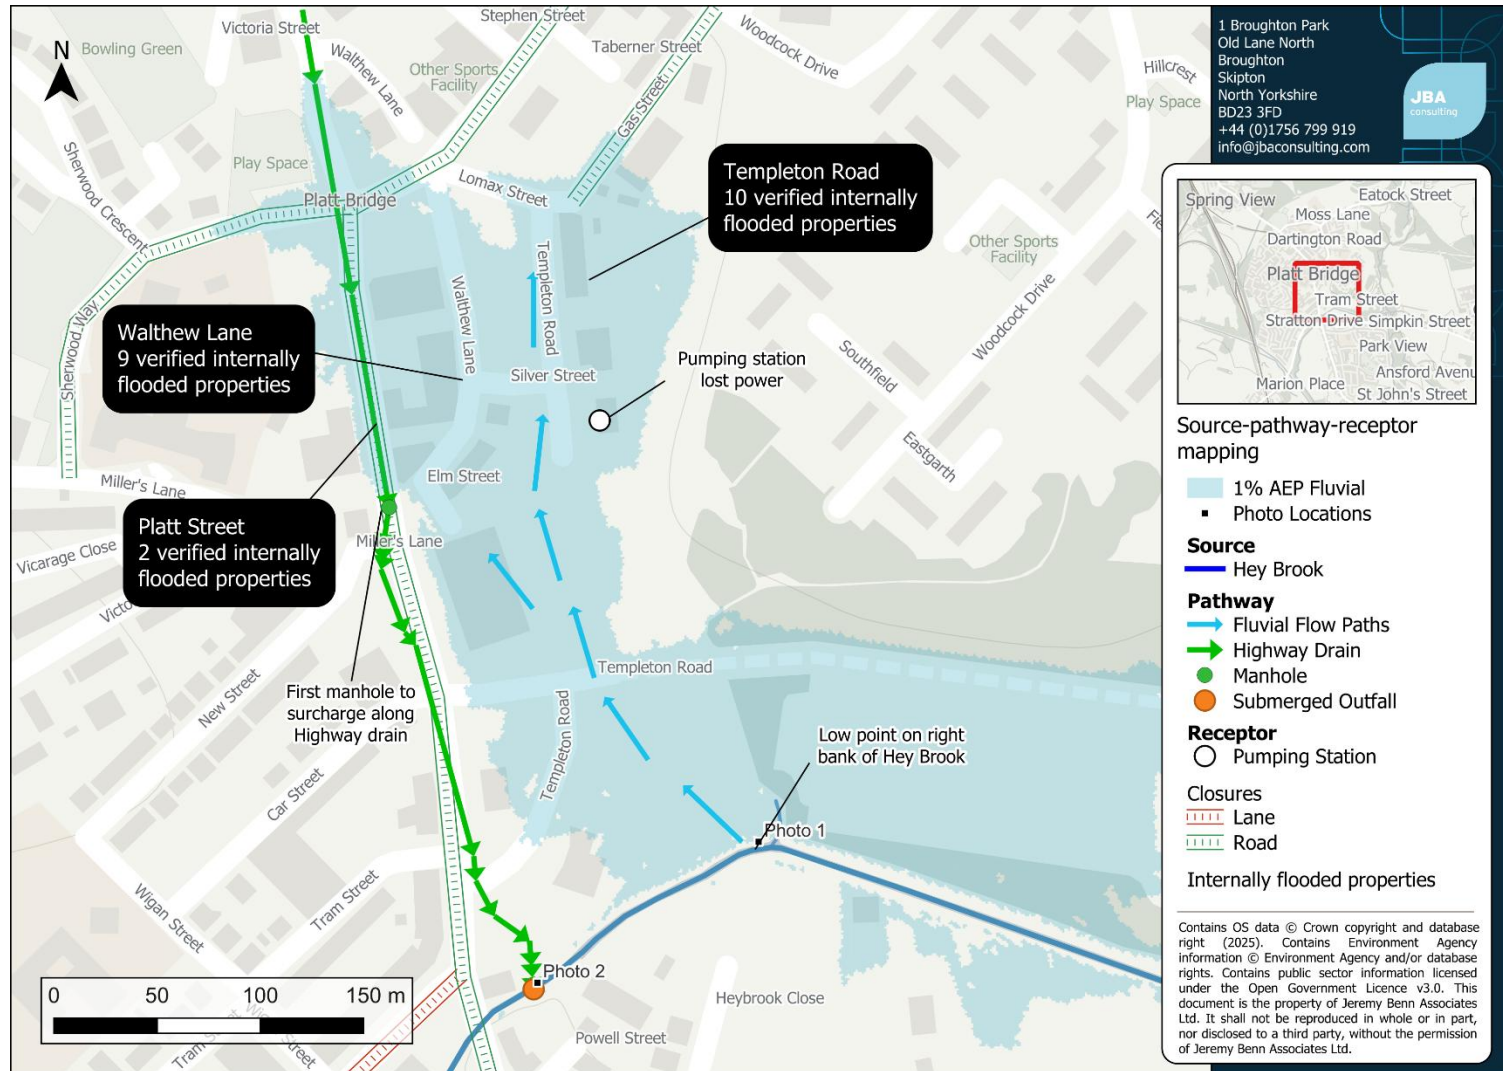 Victoria Street
Stephen Street
Bowling Green
N
Walthew Lane
Other Sports
Facility
Taberner Street
Woodcock Drive
Hillcrest
Play Space
Gas Street
Sherwood Crescent
Play Space
Lomax Street
Platt Bridge
Templeton Road
10 verified internally
flooded properties
Other Sports
Facility
Templeton Road
Walthew Lane
Sherwood Way
Walthew Lane
9 verified internally
flooded properties
Silver Street
Pumping station
lost power
Woodcock Drive
Southfield
Eastgarth
Elm Street
Miller's Lane
Platt Street
2 verified internally
flooded properties
Miller's Lane
Vicarage Close
New Street
First manhole to
surcharge along
Highway drain
Templeton Road
Templeton Road
Low point on right
bank of Hey Brook
Car Street
Photo 1
Tram Street
Wigan Street
Photo 2
Heybrook Close
Powell Street
0 50 100 150 m
1 Broughton Park
Old Lane North
Broughton
Skipton
North Yorkshire
BD23 3FD
+44 (0)1756 799 919
info@jbaconsulting.com
JBA
consulting
Spring View
Eatock Street
Moss Lane
Dartington Road
Platt Bridge
Tram Street
Stratton Drive
Simpkin Street
Park View
Marion Place
St John's Street
Source-pathway-receptor
mapping
1% AEP Fluvial
Photo Locations
Source
Hey Brook
Pathway
Fluvial Flow Paths
Highway Drain
Manhole
Submerged Outfall
Receptor
Pumping Station
Closures
Lane
Road
Internally flooded properties
Contains OS data © Crown copyright and database
right (2025). Contains Environment Agency
information © Environment Agency and/or database
rights. Contains public sector information licensed
under the Open Government Licence v3.0. This
document is the property of Jeremy Benn Associates
Ltd. It shall not be reproduced in whole or in part,
nor disclosed to a third party, without the permission
of Jeremy Benn Associates Ltd.